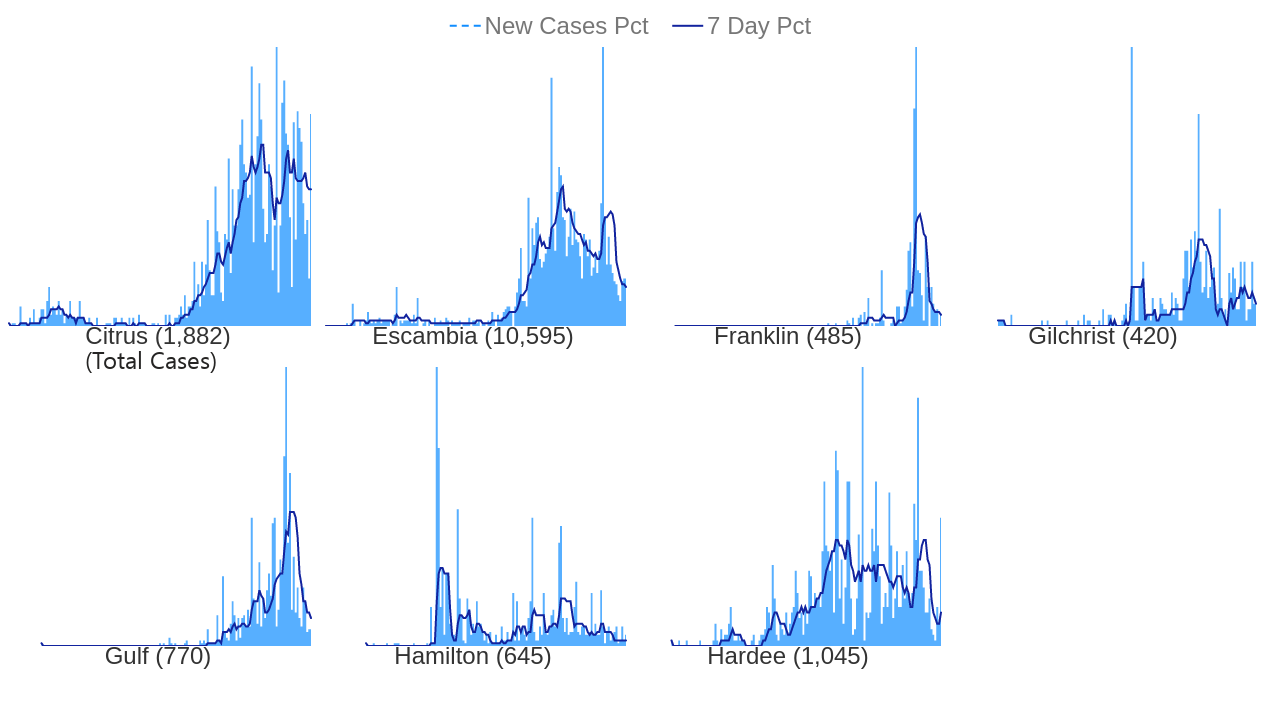 New Cases Pct 7 Day Pct
Citrus (1,882)
(Total Cases)
Escambia (10,595)
Franklin (485)
Gilchrist (420)
Gulf (770)
Hamilton (645)
Hardee (1,045)